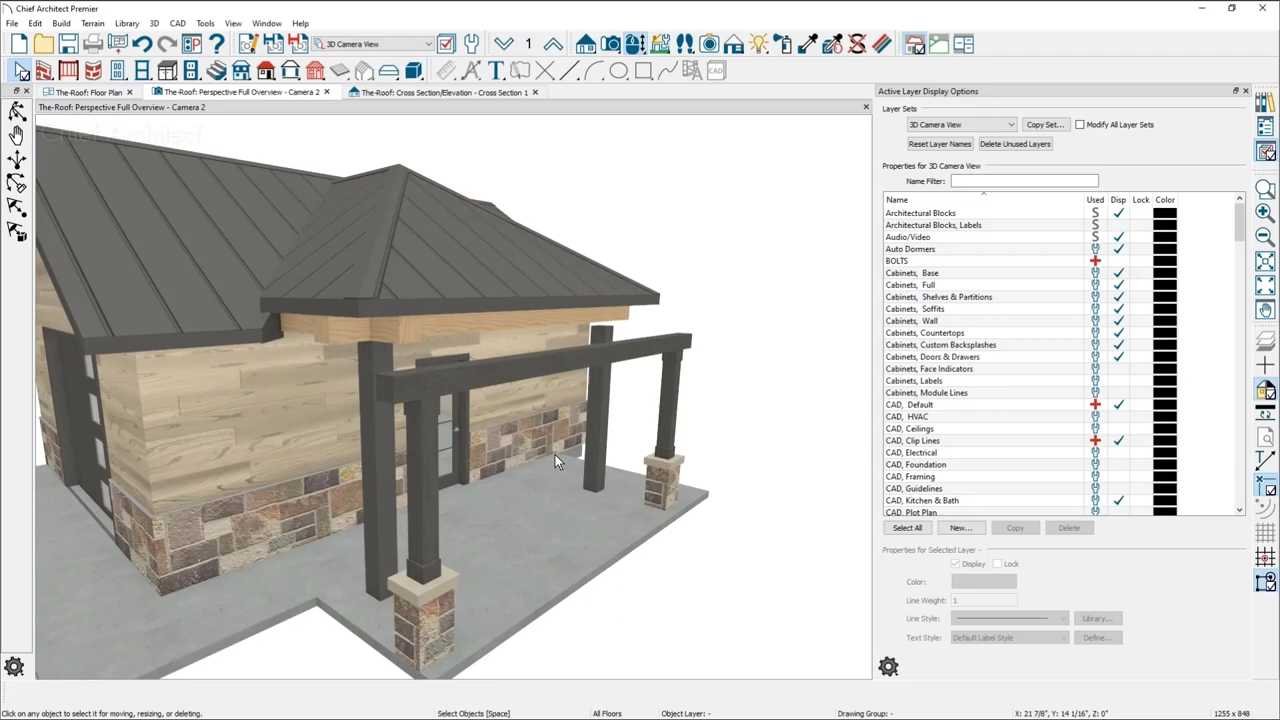 Chief Architect Premier
File Edit Build Terrain Library 3D CAD Tools View Window Help
3D Camera View
1
The-Roof: Floor Plan
The-Roof: Perspective Full Overview - Camera 2
The-Roof: Cross Section/Elevation - Cross Section 1
The-Roof: Perspective Full Overview - Camera 2
Chief Architect
Active Layer Display Options
Layer Sets
3D Camera View
Copy Set...
Modify All Layer Sets
Reset Layer Names
Delete Unused Layers
Properties for 3D Camera View
Name Filter:
Name Used Disp Lock Color
Architectural Blocks
Architectural Blocks, Labels
Audio/Video
Auto Dormers
BOLTS
Cabinets, Base
Cabinets, Full
Cabinets, Shelves & Partitions
Cabinets, Soffits
Cabinets, Wall
Cabinets, Countertops
Cabinets, Custom Backsplashes
Cabinets, Doors & Drawers
Cabinets, Face Indicators
Cabinets, Labels
Cabinets, Module Lines
CAD, Default
CAD, HVAC
CAD, Ceilings
CAD, Clip Lines
CAD, Electrical
CAD, Foundation
CAD, Framing
CAD, Guidelines
CAD, Kitchen & Bath
CAD, Plot Plan
Select All
New...
Copy
Delete
Properties for Selected Layer -
Display
Lock
Color:
Line Weight: 1
Line Style:
Library...
Text Style: Default Label Style
Define...
Click on any object to select it for moving, resizing, or deleting.
Select Objects [Space]
All Floors
Object Layer: -
Drawing Group: -
X: 21 7/8", Y: 14 1/16", Z: 0"
1255 x 848